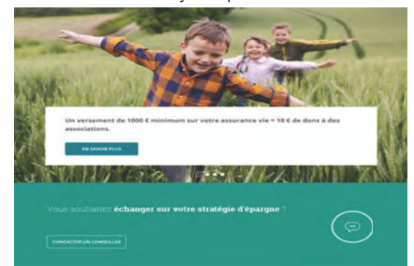 Un versement de 1000 € minimum sur votre assurance vie = 10 € de dons à des
associations.
EN SAVOIR PLUS
Vous souhaitez échanger sur votre stratégie d'épargne ?
CONTACTER UN CONSEILLER